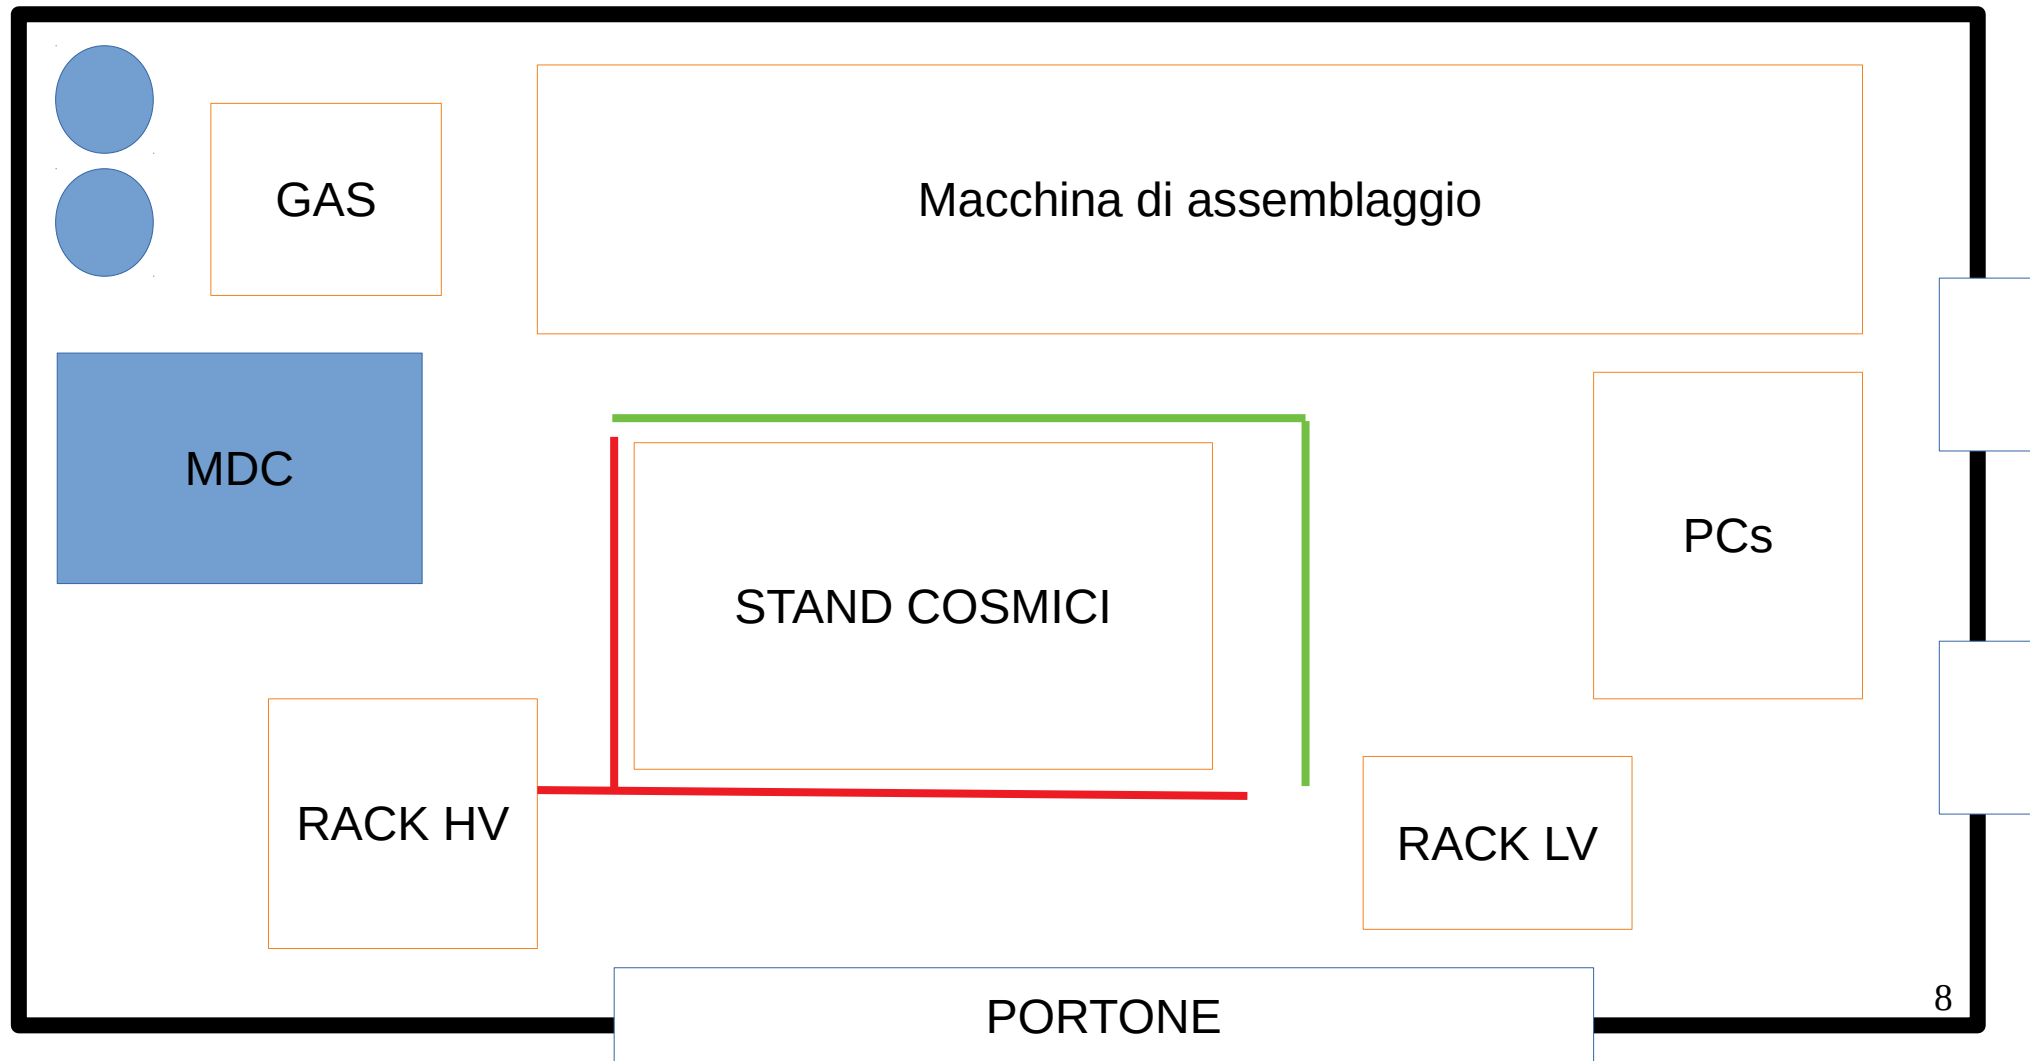 GAS
Macchina di assemblaggio
MDC
PCs
STAND COSMICI
RACK HV
RACK LV
8
PORTONE